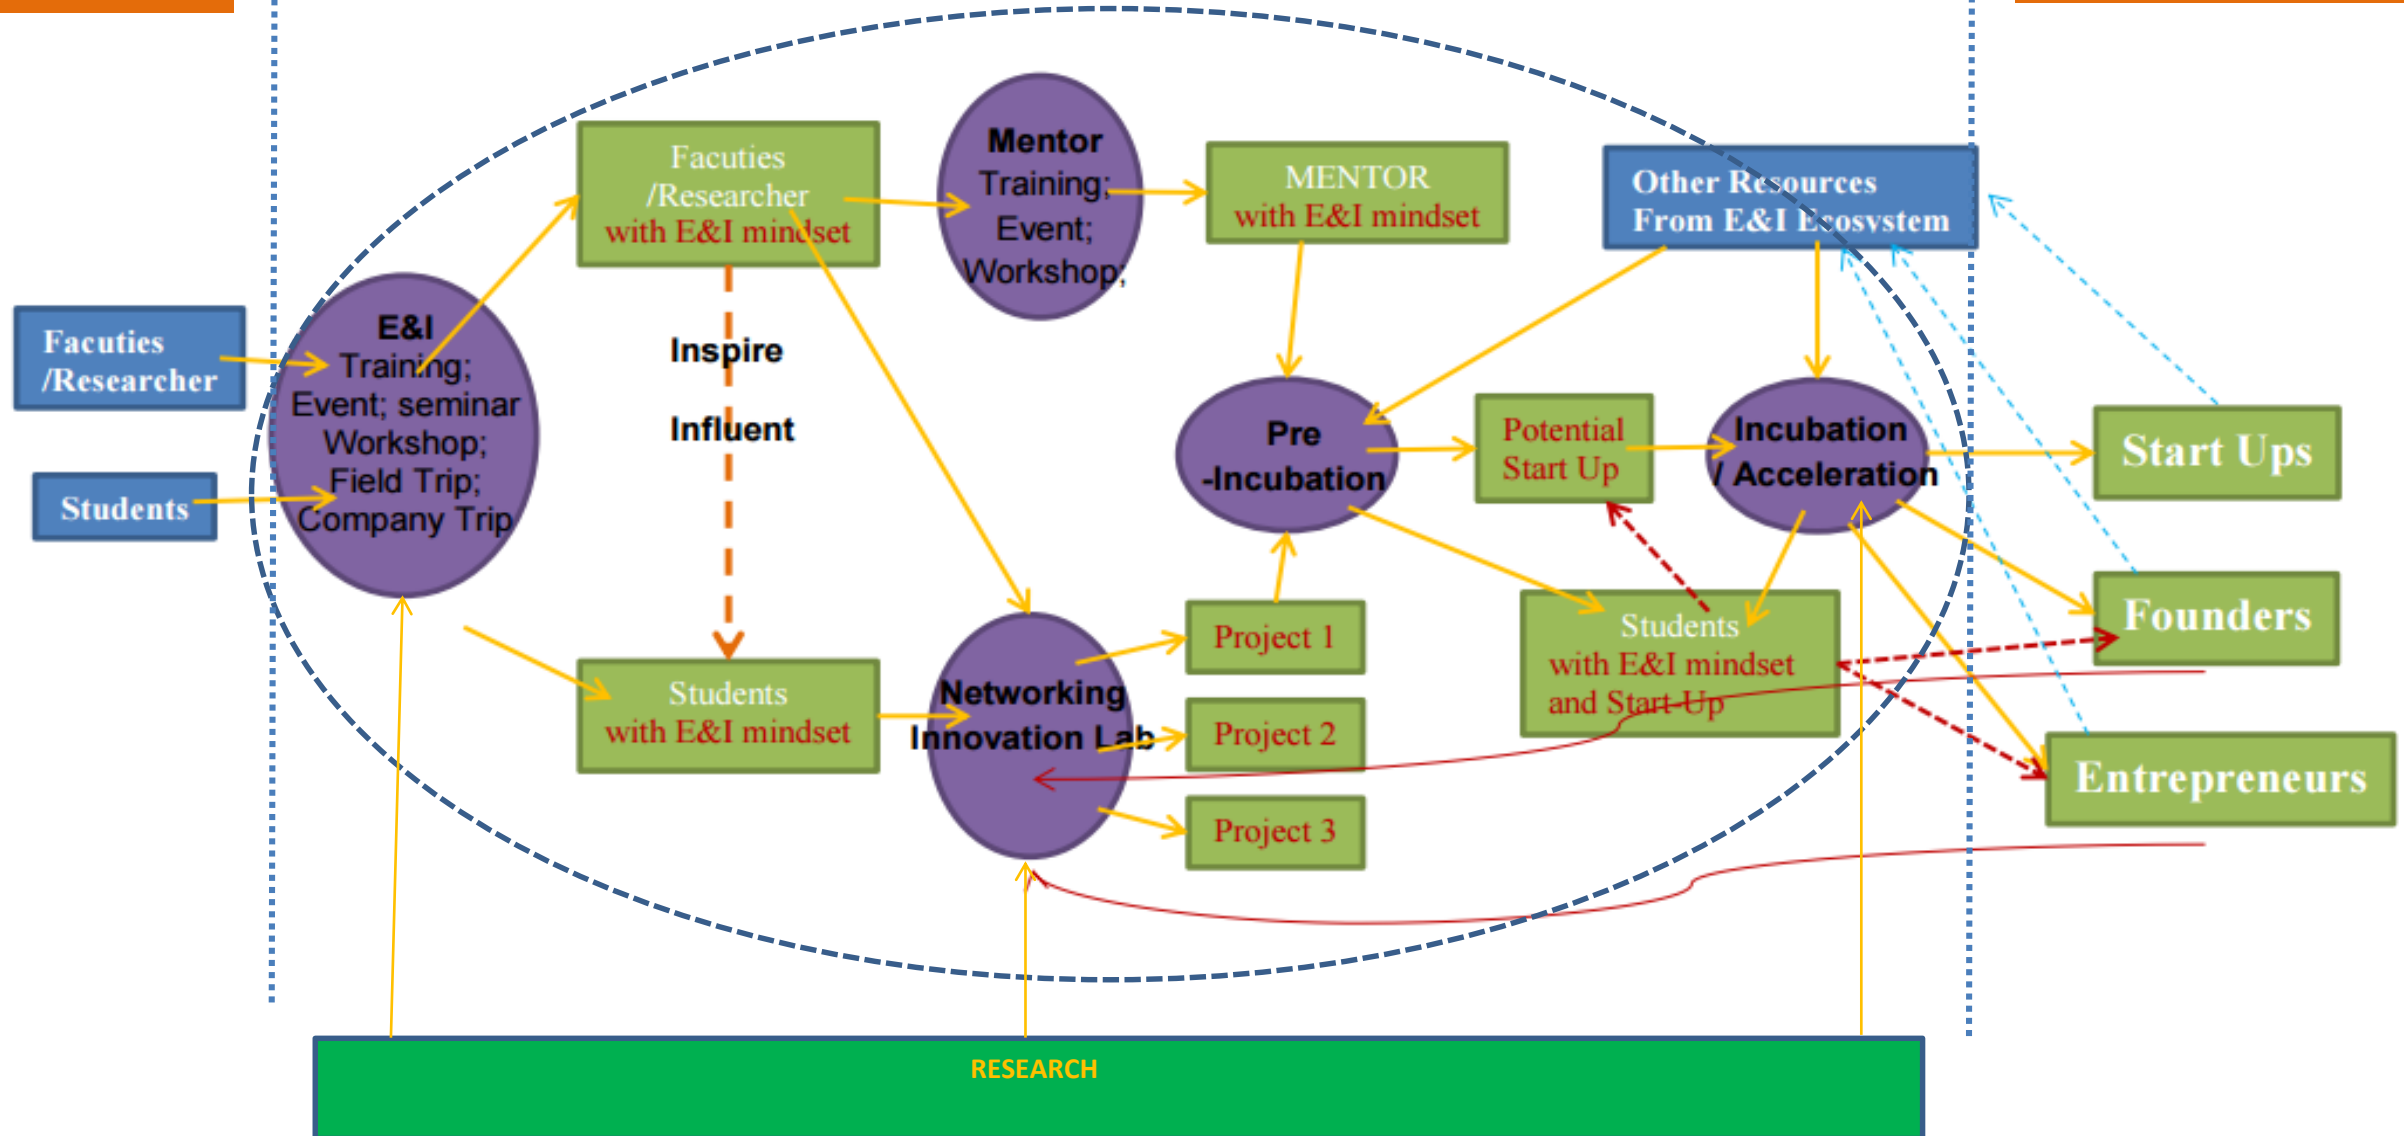 Facuties
/Researcher
Students
E&I
Training;
Event; seminar
Workshop;
Field Trip;
Company Trip
Facuties
/Researcher
with E&I mindset
Inspire
Influent
Students
with E&I mindset
Mentor
Training;
Event;
Workshop;
MENTOR
with E&I mindset
Networking
Innovation Lab
Project 1
Project 2
Project 3
Pre
-Incubation
Potential
Start Up
Other Resources
From E&I Ecosystem
Incubation
/ Acceleration
Students
with E&I mindset
and Start-Up
Start Ups
Founders
Entrepreneurs
RESEARCH